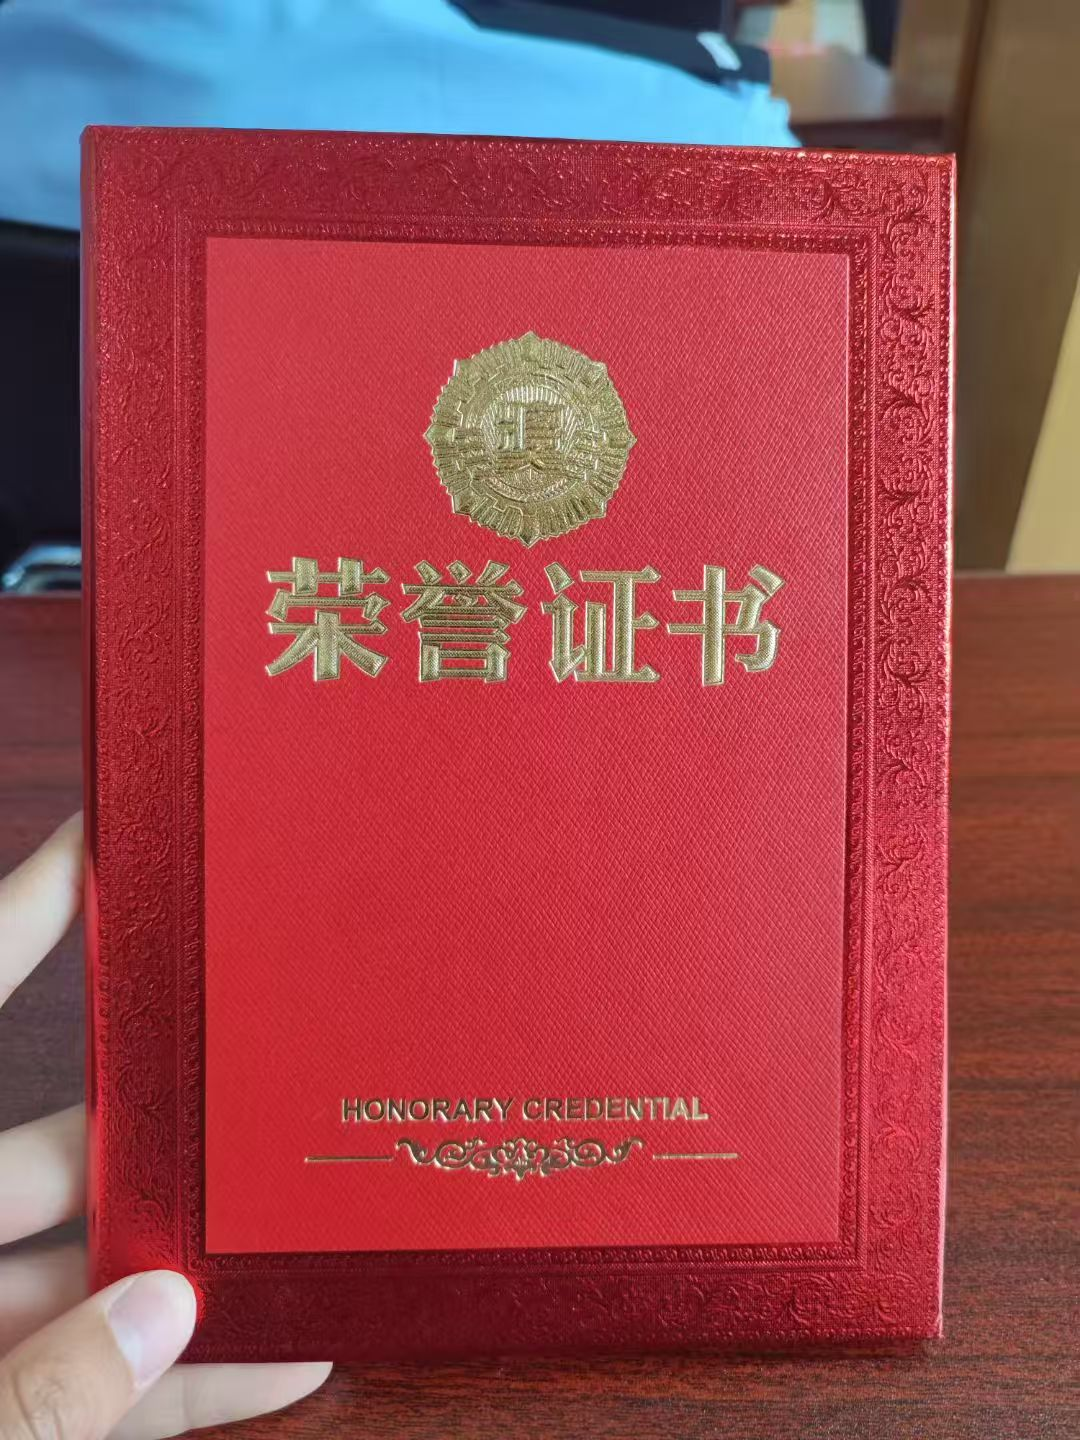 荣誉证书
HONORARY CREDENTIAL